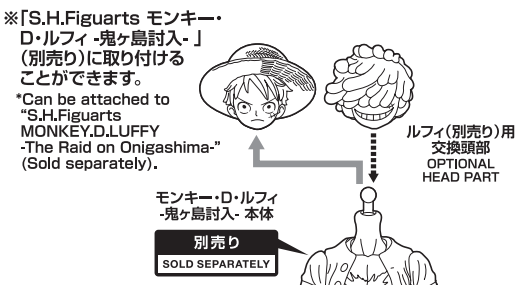 ※「S.H.Figuarts モンキー・
D・ルフィ -鬼ヶ島討入- 」
（別売り）に取り付ける
ことができます。
*Can be attached to
“S.H.Figuarts
MONKEY.D.LUFFY
-The Raid on Onigashima-”
(Sold separately).
ルフィ（別売り）用
交換頭部
OPTIONAL
HEAD PART
モンキー・D・ルフィ
-鬼ヶ島討入- 本体
別売り
SOLD SEPARATELY